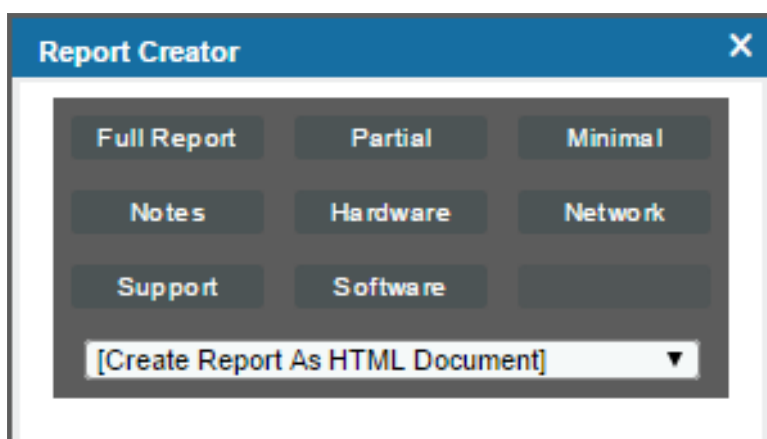 Report Creator
Full Report Partial Minimal
Notes Hardware Network
Support Software
[Create Report As HTML Document]